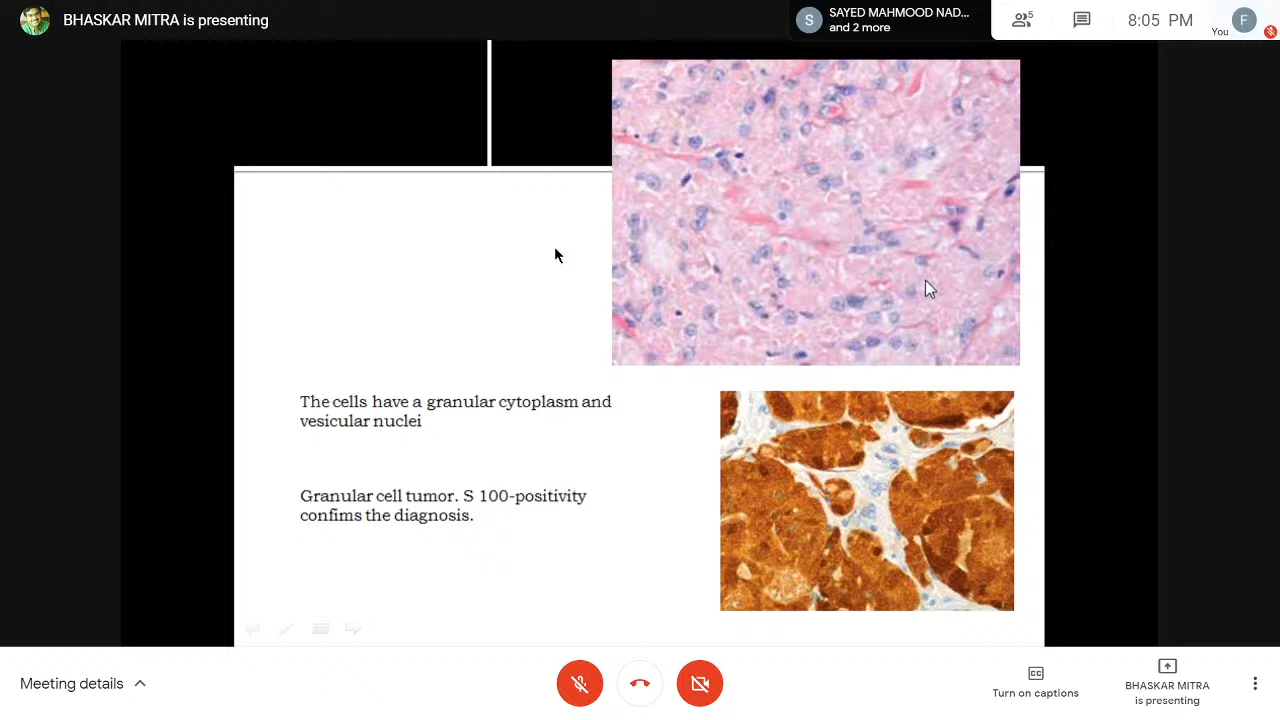 BHASKAR MITRA is presenting
S
SAYED MAHMOOD NAD...
and 2 more
5
8:05 PM
You
F
The cells have a granular cytoplasm and
vesicular nuclei
Granular cell tumor. S 100-positivity
confims the diagnosis.
Meeting details
CC
Turn on captions
BHASKAR MITRA
is presenting